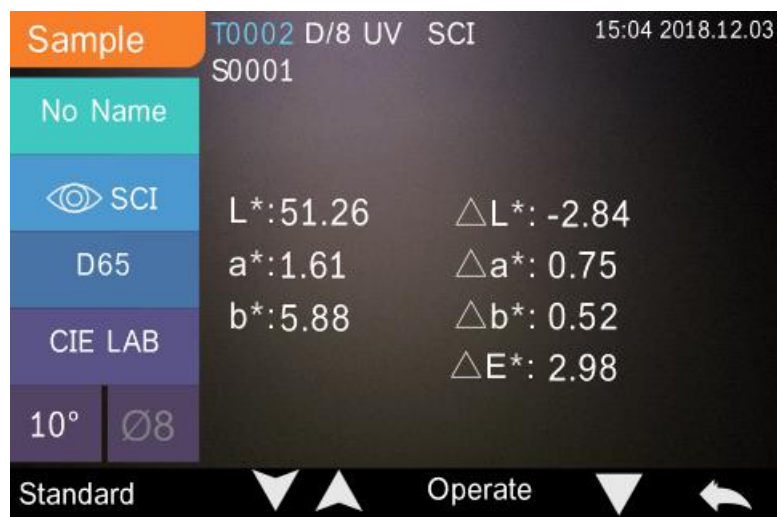 Sample
T0002 D/8 UV SCI 15:04 2018.12.03
S0001
No Name
SCI
D65
CIE LAB
10° Ø8
L*:51.26 △L*: -2.84
a*:1.61 △a*: 0.75
b*:5.88 △b*: 0.52
△E*: 2.98
Standard Operate